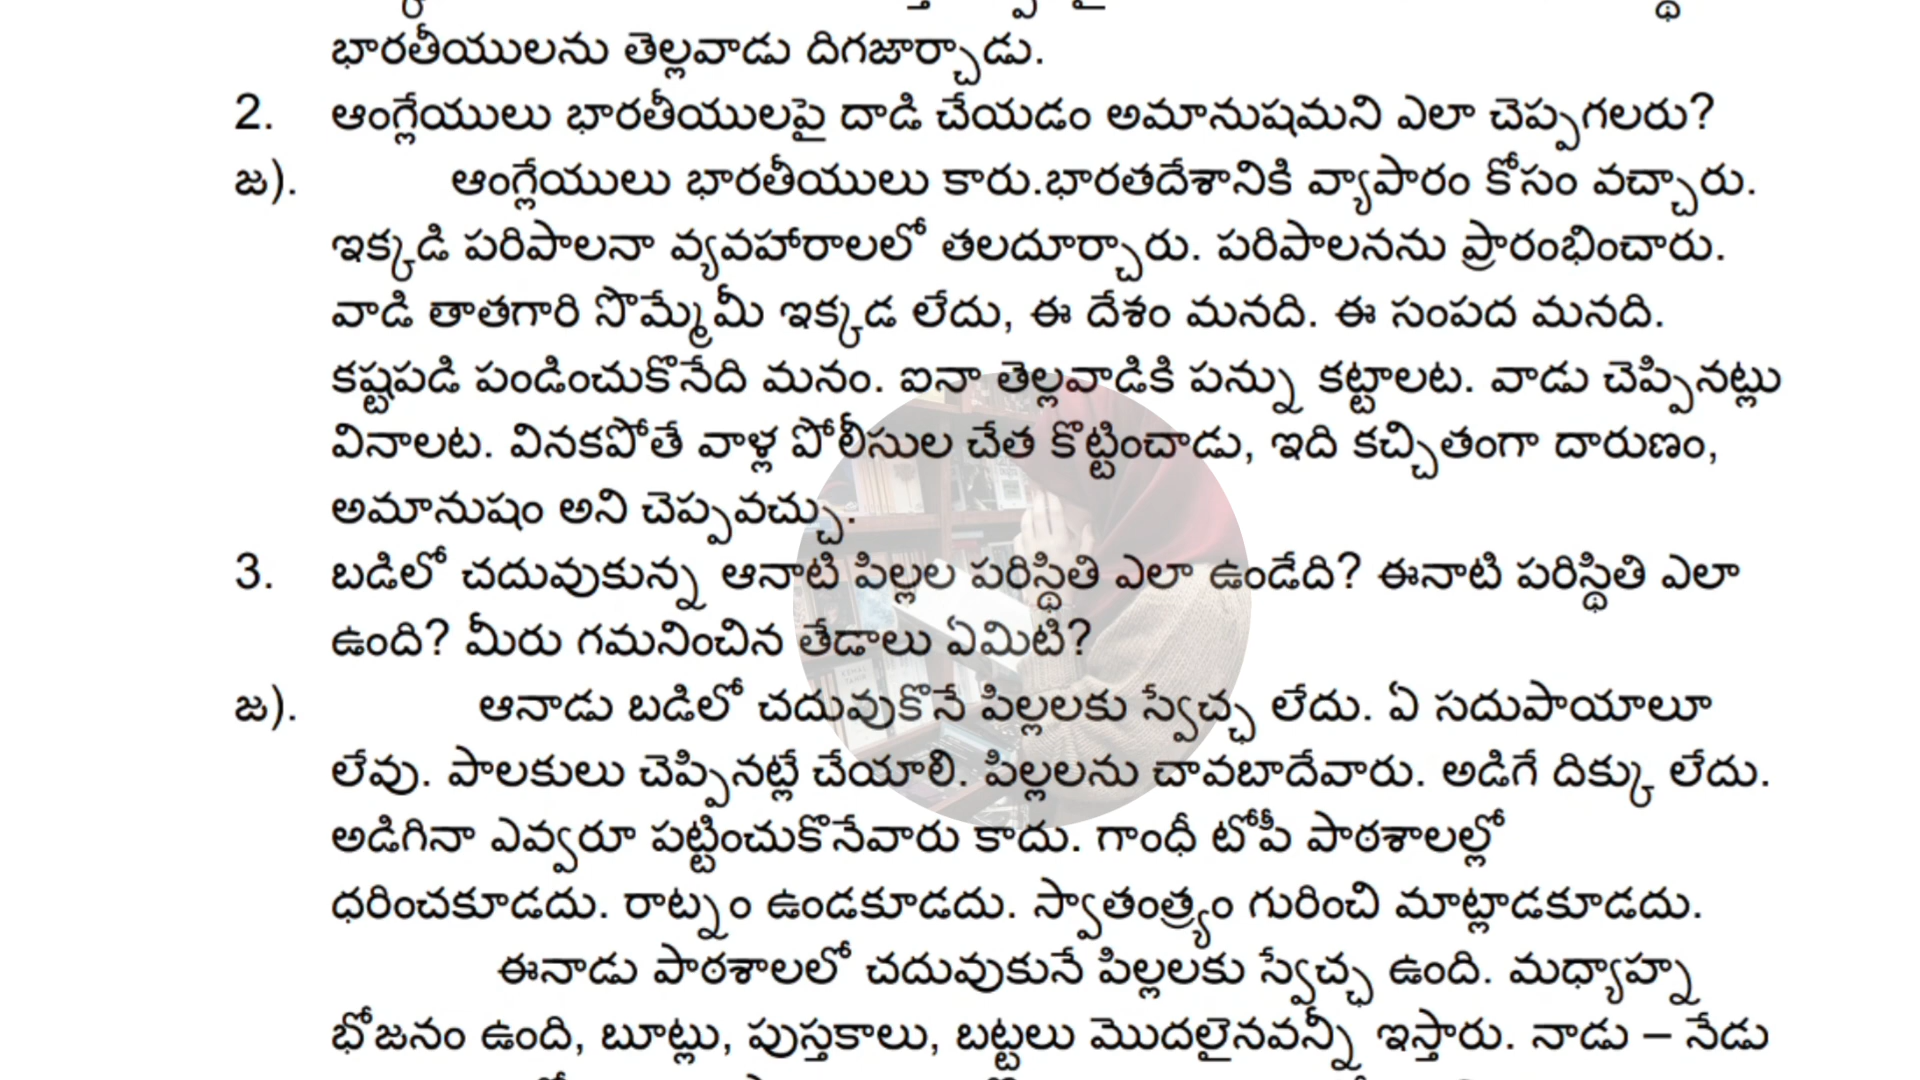 భారతీయులను తెల్లవాడు దిగజార్చాడు.
2. ఆంగ్లేయులు భారతీయులపై దాడి చేయడం అమానుషమని ఎలా చెప్పగలరు?
జ). ఆంగ్లేయులు భారతీయులు కారు.భారతదేశానికి వ్యాపారం కోసం వచ్చారు.
ఇక్కడి పరిపాలనా వ్యవహారాలలో తలదూర్చారు. పరిపాలనను ప్రారంభించారు.
వాడి తాతగారి సొమ్మేమీ ఇక్కడ లేదు, ఈ దేశం మనది. ఈ సంపద మనది.
కష్టపడి పండించుకొనేది మనం. ఐనా తెల్లవాడికి పన్ను కట్టాలట. వాడు చెప్పినట్లు
వినాలట. వినకపోతే వాళ్ల పోలీసుల చేత కొట్టించాడు, ఇది కచ్చితంగా దారుణం,
అమానుషం అని చెప్పవచ్చు.
3. బడిలో చదువుకున్న ఆనాటి పిల్లల పరిస్థితి ఎలా ఉండేది? ఈనాటి పరిస్థితి ఎలా
ఉంది? మీరు గమనించిన తేడాలు ఏమిటి?
జ). ఆనాడు బడిలో చదువుకొనే పిల్లలకు స్వేచ్ఛ లేదు. ఏ సదుపాయాలూ
లేవు. పాలకులు చెప్పినట్లే చేయాలి. పిల్లలను చావబాదేవారు. అడిగే దిక్కు లేదు.
అడిగినా ఎవ్వరూ పట్టించుకొనేవారు కాదు. గాంధీ టోపీ పాఠశాలల్లో
ధరించకూడదు. రాట్నం ఉండకూడదు. స్వాతంత్ర్యం గురించి మాట్లాడకూడదు.
ఈనాడు పాఠశాలలో చదువుకునే పిల్లలకు స్వేచ్ఛ ఉంది. మధ్యాహ్న
భోజనం ఉంది, బూట్లు, పుస్తకాలు, బట్టలు మొదలైనవన్నీ ఇస్తారు. నాడు – నేడు